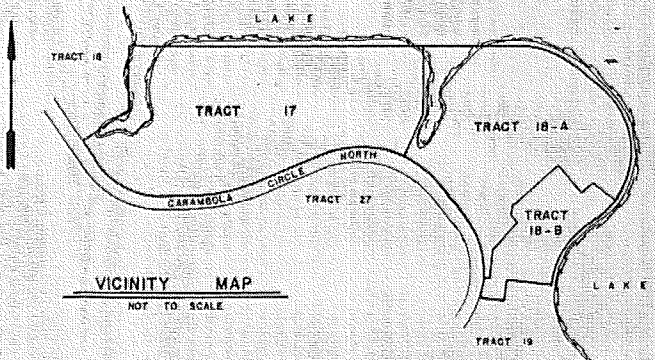 LAKE
TRACT 18
TRACT 17
TRACT 18-A
CARAMBOLA CIRCLE NORTH
TRACT 27
TRACT
18-B
VICINITY MAP
NOT TO SCALE
LAKE
TRACT 19